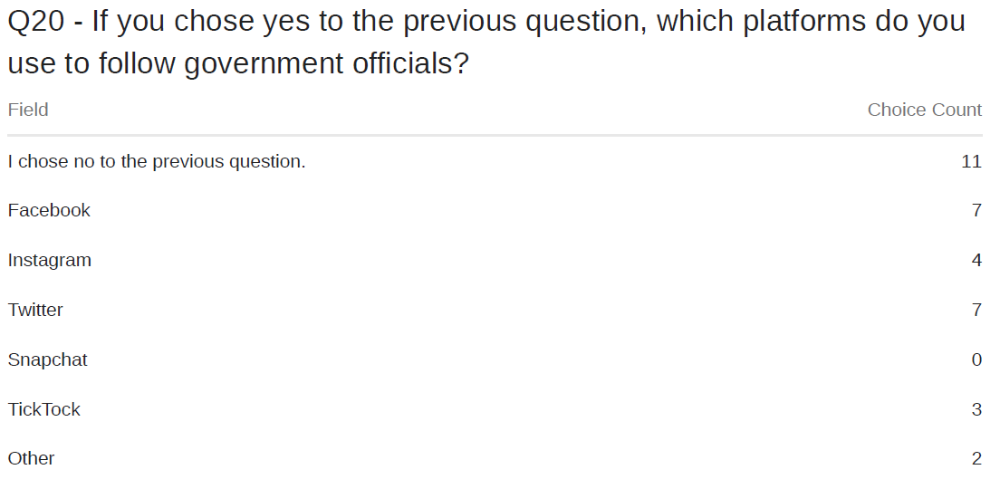 Q20 - If you chose yes to the previous question, which platforms do you
use to follow government officials?
Field Choice Count
I chose no to the previous question. 11
Facebook 7
Instagram 4
Twitter 7
Snapchat 0
TickTock 3
Other 2